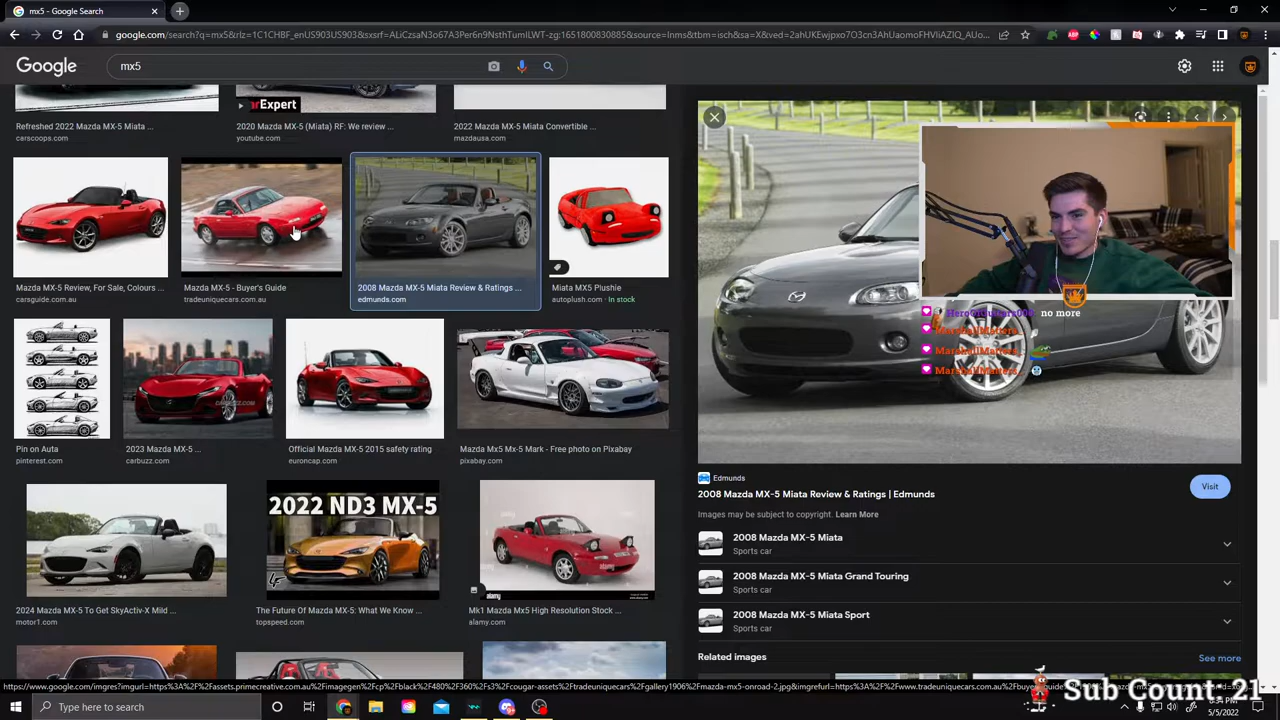 mx5
google.com/search?q=mx5&rlz=1C1CHBF_enUS903US903&sxsrf=
Google
mx5
Refreshed 2022 Mazda MX-5 Miata ...
carscoops.com
arExpert
2020 Mazda MX-5 (Miata) RF: We review ...
youtube.com
2022 Mazda MX-5 Miata Convertible ...
mazdausa.com
Mazda MX-5 Review, For Sale, Colours ...
carsguide.com.au
Mazda MX-5 - Buyer's Guide
tradeuniquecars.com.au
2008 Mazda MX-5 Miata Review & Ratings ...
edmunds.com
Miata MX5 Plushie
autoplush.com · In stock
Pin on Auta
pinterest.com
CARBUZZ.COM
2023 Mazda MX-5 ...
carbuzz.com
Official Mazda MX-5 2015 safety rating
euroncap.com
Mazda Mx5 Mx-5 Mark - Free photo on Pixabay
pixabay.com
2024 Mazda MX-5 To Get SkyActiv-X Mild ...
motor1.com
2022 ND3 MX-5
The Future Of Mazda MX-5: What We Know ...
topspeed.com
alamy
Mk1 Mazda Mx5 High Resolution Stock ...
alamy.com
no more
MarshallMatters
MarshallMatters
MarshallMatters
Edmunds
2008 Mazda MX-5 Miata Review & Ratings | Edmunds
Visit
Images may be subject to copyright. Learn More
2008 Mazda MX-5 Miata
Sports car
2008 Mazda MX-5 Miata Grand Touring
Sports car
2008 Mazda MX-5 Miata Sport
Sports car
Related images
See more
Sub Count: 21
Type here to search
5/5/2022